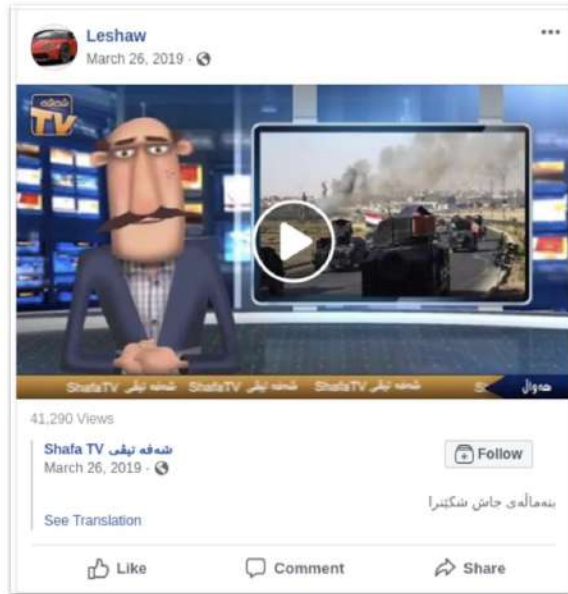 Leshaw
March 26, 2019 ·
شەفە
TV
ShafaTV شەفە تیڤی ShafaTV شەفە تیڤی ShafaTV شەفە تیڤی S
هەواڵ
41,290 Views
Shafa TV شەفە تیڤی
March 26, 2019 ·
Follow
بنەماڵەی جاش شکێنرا
See Translation
Like Comment Share